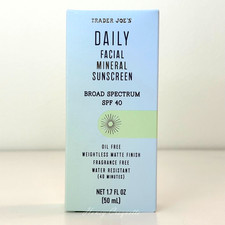 TRADER JOE'S
DAILY
FACIAL
MINERAL
SUNSCREEN
BROAD SPECTRUM
SPF 40
OIL FREE
WEIGHTLESS MATTE FINISH
FRAGRANCE FREE
WATER RESISTANT
(40 MINUTES)
NET 1.7 FL OZ
(50 mL)